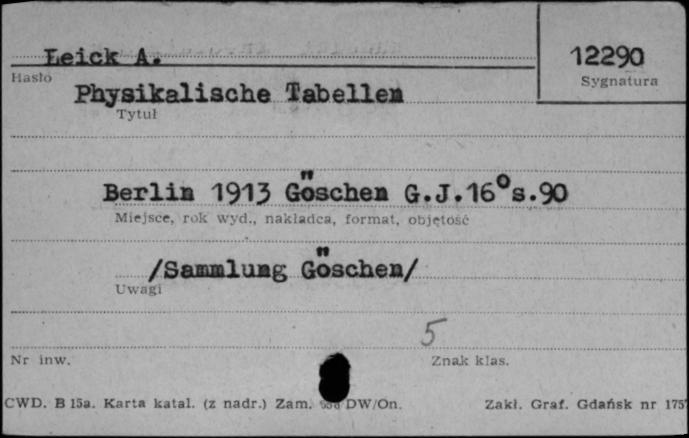 Leick A.
12290
Hasło
Sygnatura
Physikalische Tabellen
Tytuł
Berlin 1913 Göschen G.J.16°s.90
Miejsce, rok wyd., nakładca, format, objętość
/Sammlung Göschen/
Uwagi
5
Nr inw.
Znak klas.
CWD. B 15a. Karta katal. (z nadr.) Zam. DW/On.
Zakł. Graf. Gdańsk nr 175